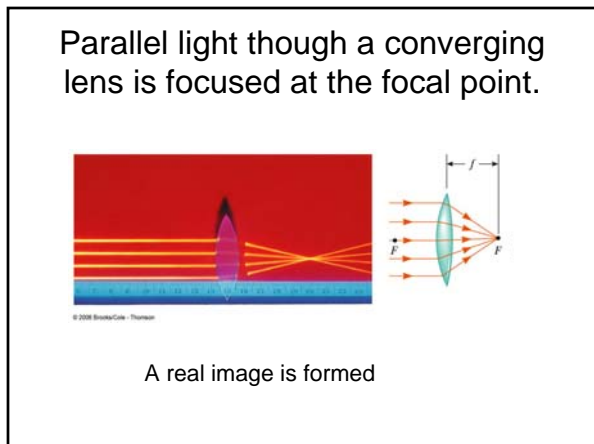 Parallel light though a converging
lens is focused at the focal point.
f
F
F
© 2006 Brooks/Cole - Thomson
A real image is formed